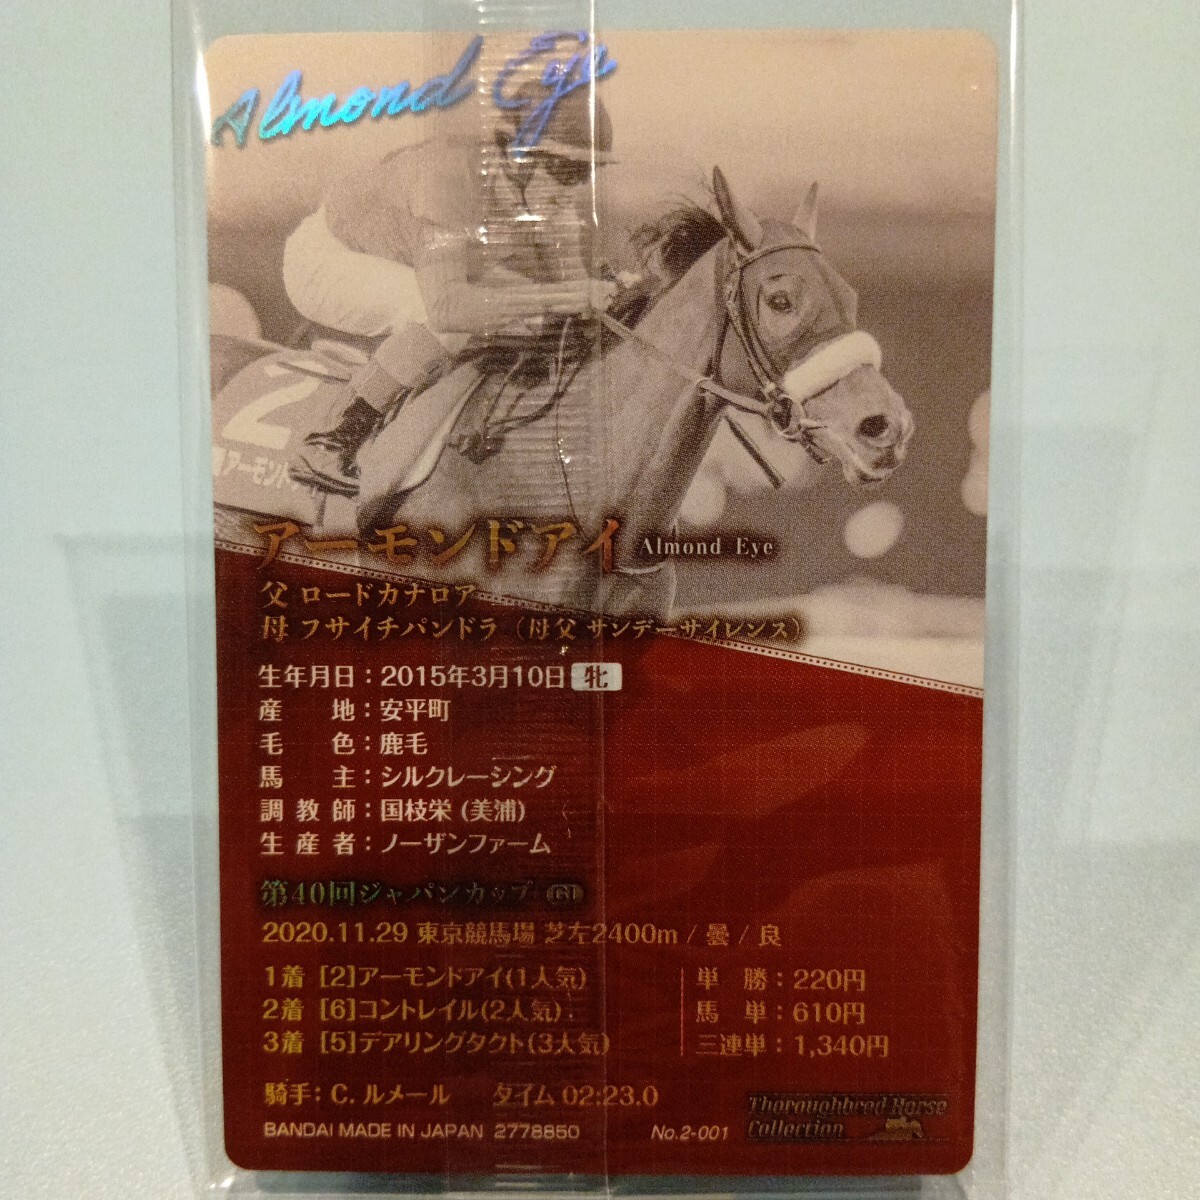 Almond Eye
2
アーモンドアイ
アーモンドアイ Almond Eye
父 ロードカナロア
母 フサイチパンドラ（母父 サンデーサイレンス）
生年月日：2015年3月10日 牝
産　　地：安平町
毛　　色：鹿毛
馬　　主：シルクレーシング
調 教 師：国枝栄 (美浦)
生 産 者：ノーザンファーム
第40回ジャパンカップ GI
2020.11.29 東京競馬場 芝左2400m / 曇 / 良
1着 [2]アーモンドアイ(1人気) 単　勝：220円
2着 [6]コントレイル(2人気) 馬　単：610円
3着 [5]デアリングタクト(3人気) 三連単：1,340円
騎手：C. ルメール　タイム 02:23.0
BANDAI MADE IN JAPAN 2778850 No.2-001 Thoroughbred Horse
Collection